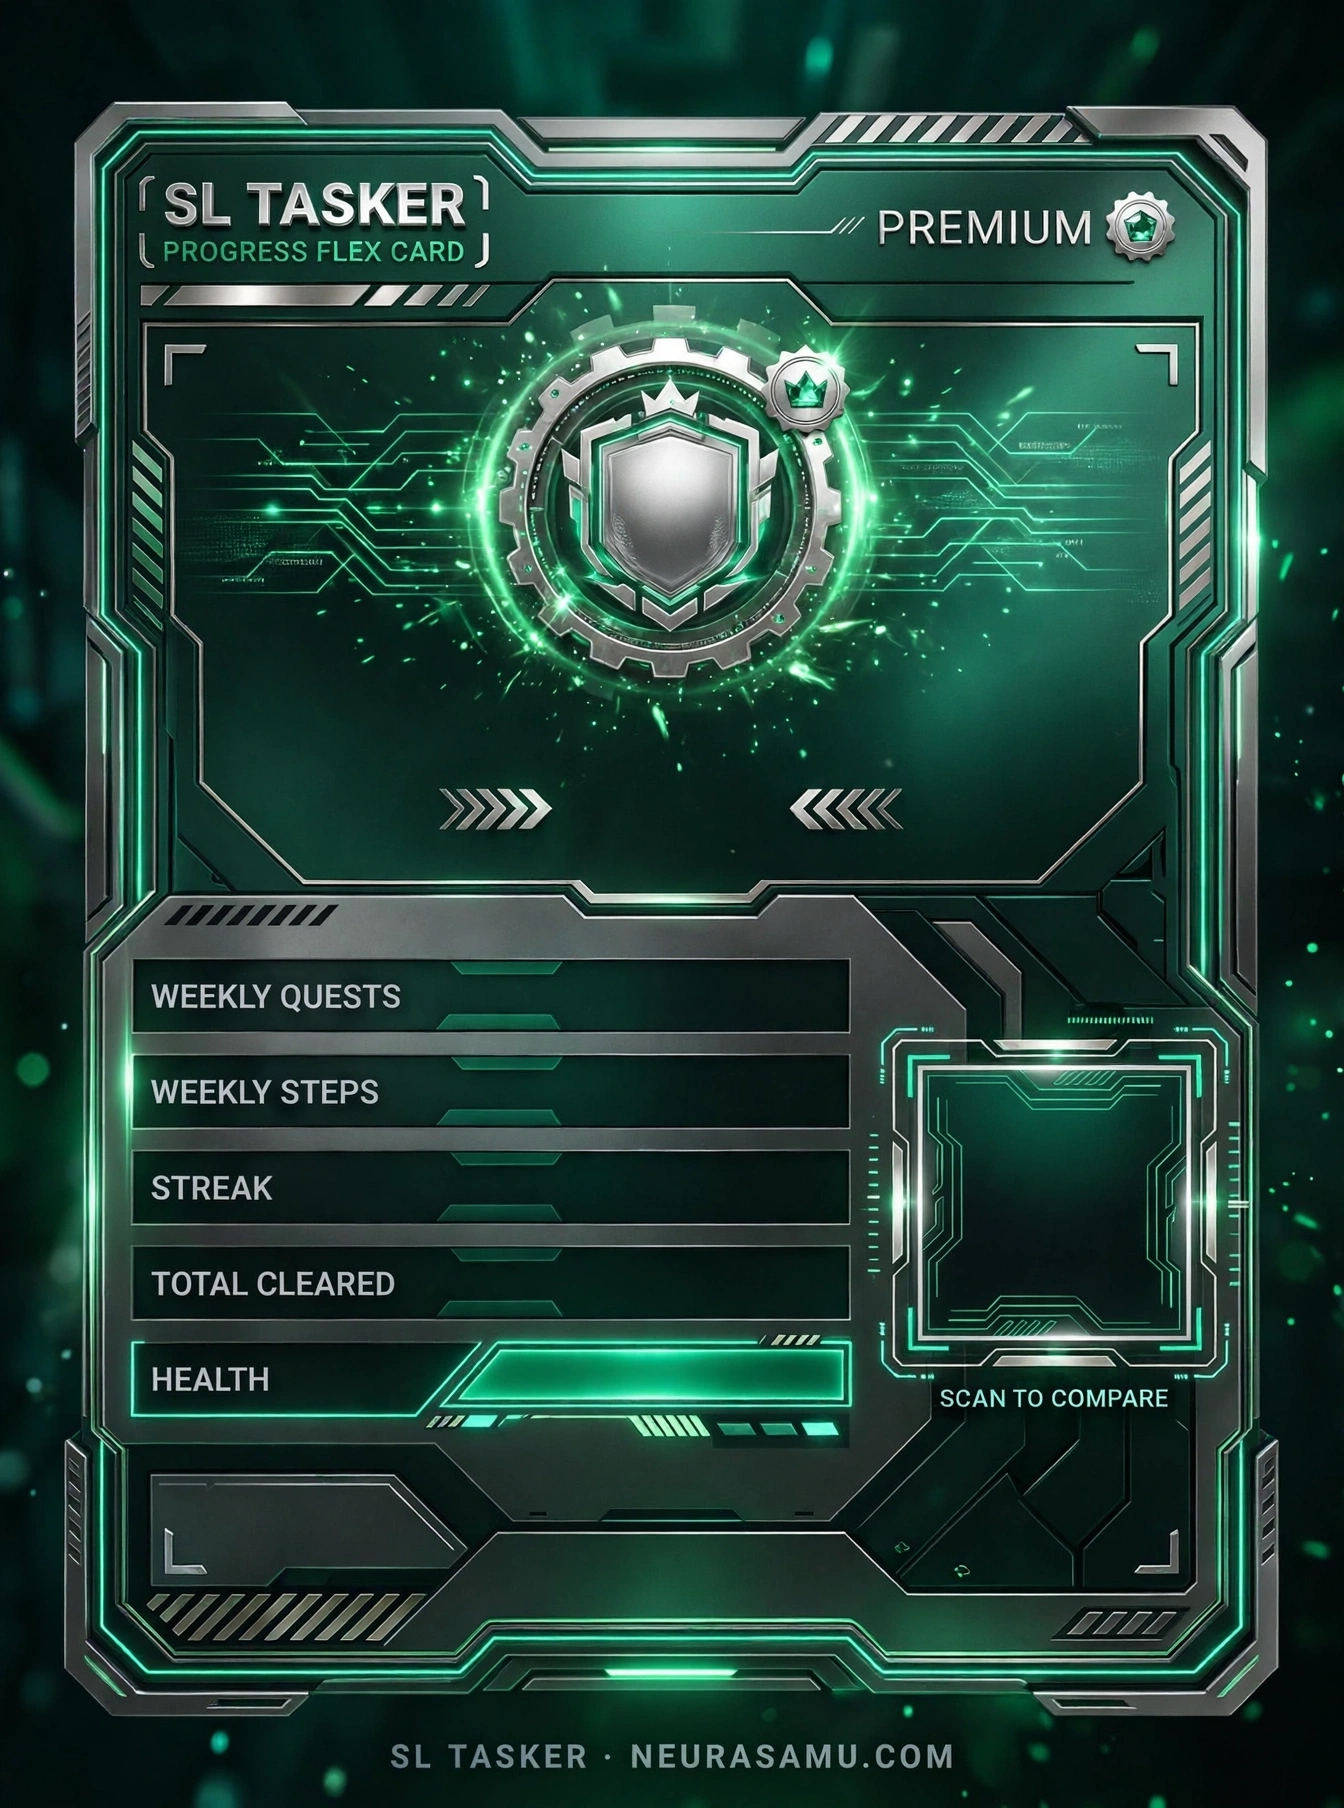 SL TASKER
PROGRESS FLEX CARD
PREMIUM
WEEKLY QUESTS
WEEKLY STEPS
STREAK
TOTAL CLEARED
HEALTH
SCAN TO COMPARE
SL TASKER · NEURASAMU.COM